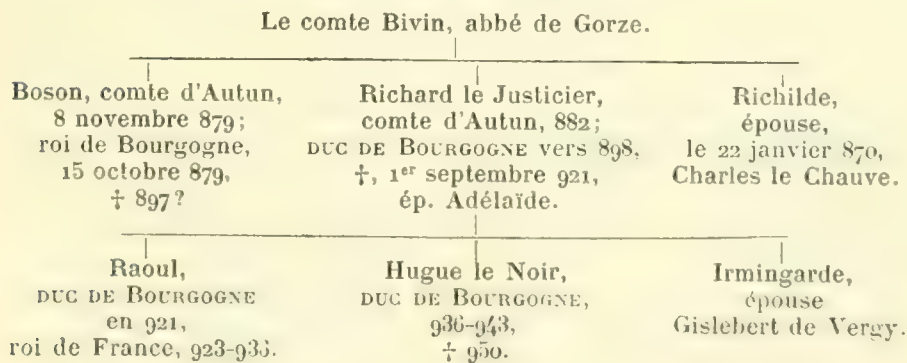 Le comte Bivin, abbé de Gorze.
Boson, comte d'Autun,
8 novembre 879;
roi de Bourgogne,
15 octobre 879,
† 897?
Richard le Justicier,
comte d'Autun, 882;
DUC DE BOURGOGNE vers 898,
†, 1er septembre 921,
ép. Adélaïde.
Richilde,
épouse,
le 22 janvier 870,
Charles le Chauve.
Raoul,
DUC DE BOURGOGNE
en 921,
roi de France, 923-936.
Hugue le Noir,
DUC DE BOURGOGNE,
936-943,
† 950.
Irmingarde,
épouse
Gislebert de Vergy.